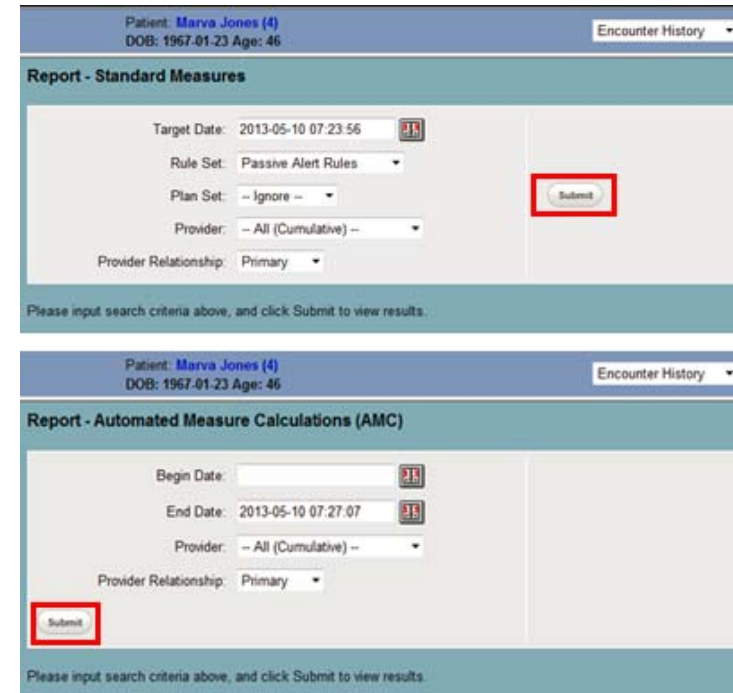 Patient: Marva Jones (4)
DOB: 1967-01-23 Age: 46
Encounter History
Report - Standard Measures
Target Date: 2013-05-10 07:23:56
Rule Set: Passive Alert Rules
Plan Set: -- Ignore --
Submit
Provider: -- All (Cumulative) --
Provider Relationship: Primary
Please input search criteria above, and click Submit to view results.
Patient: Marva Jones (4)
DOB: 1967-01-23 Age: 46
Encounter History
Report - Automated Measure Calculations (AMC)
Begin Date:
End Date: 2013-05-10 07:27:07
Provider: -- All (Cumulative) --
Provider Relationship: Primary
Submit
Please input search criteria above, and click Submit to view results.